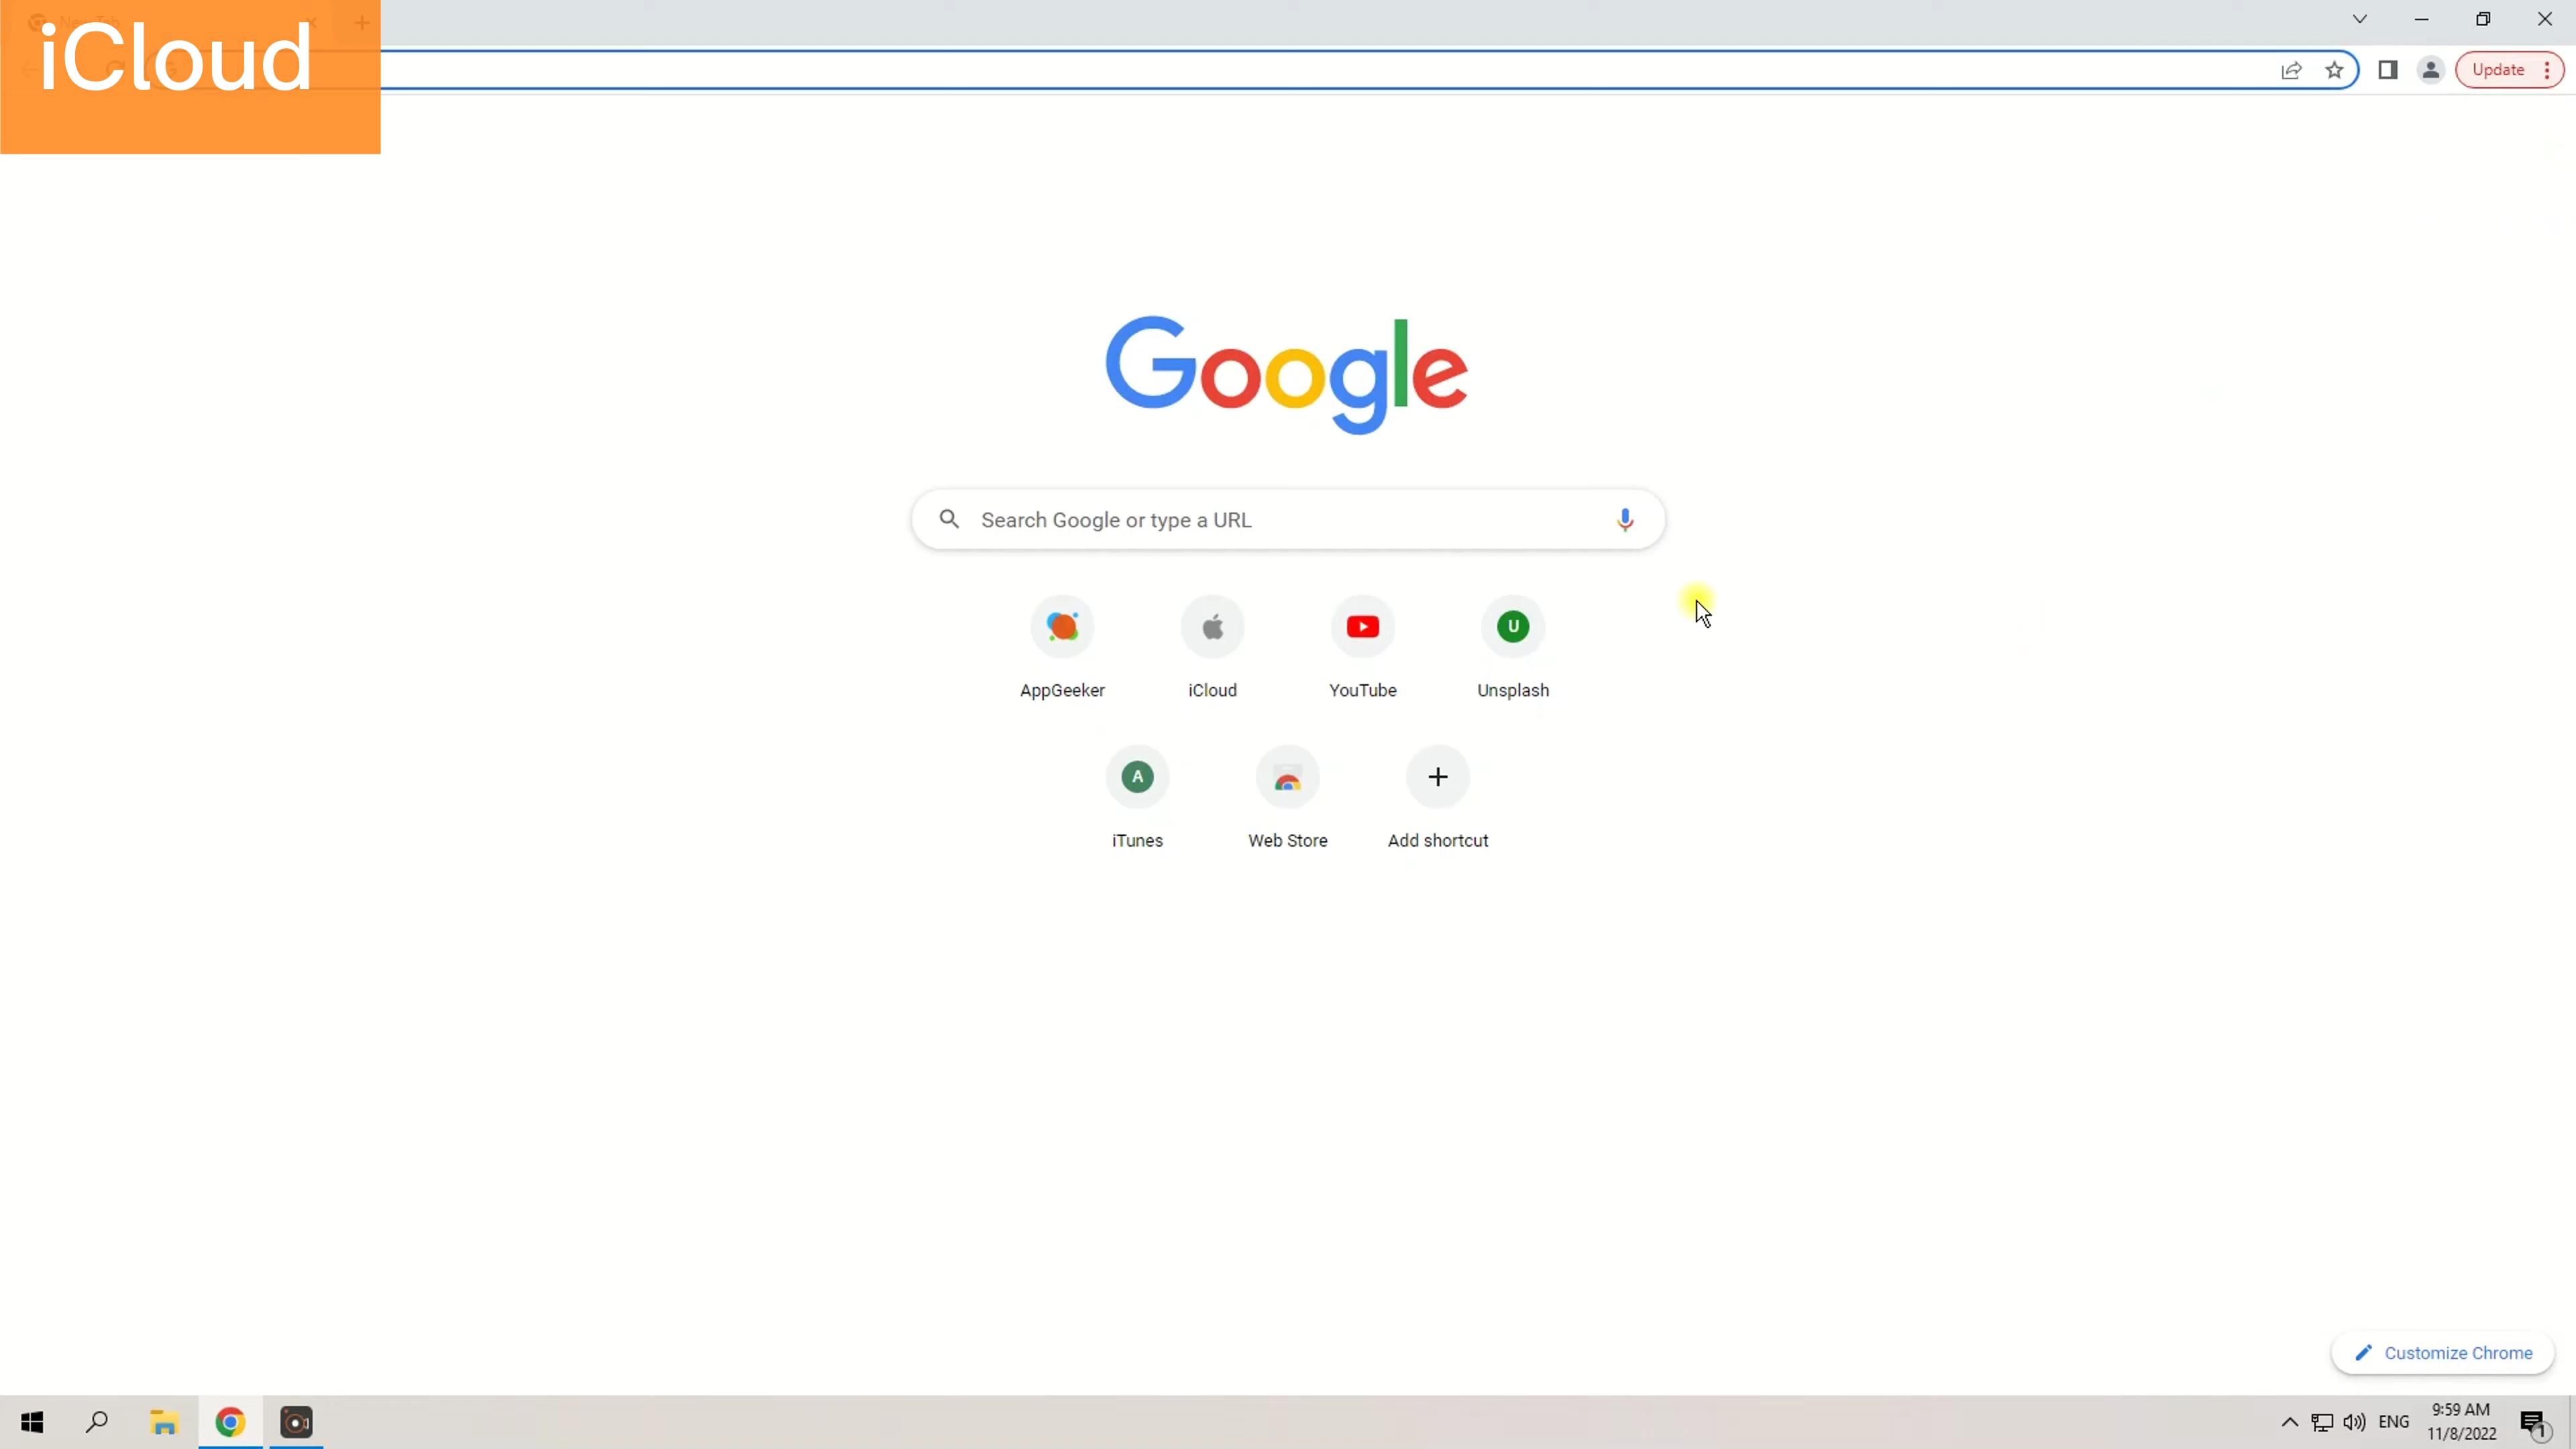 iCloud
Update
Google
Search Google or type a URL
AppGeeker
iCloud
YouTube
U
Unsplash
A
iTunes
Web Store
Add shortcut
Customize Chrome
ENG
9:59 AM
11/8/2022
1